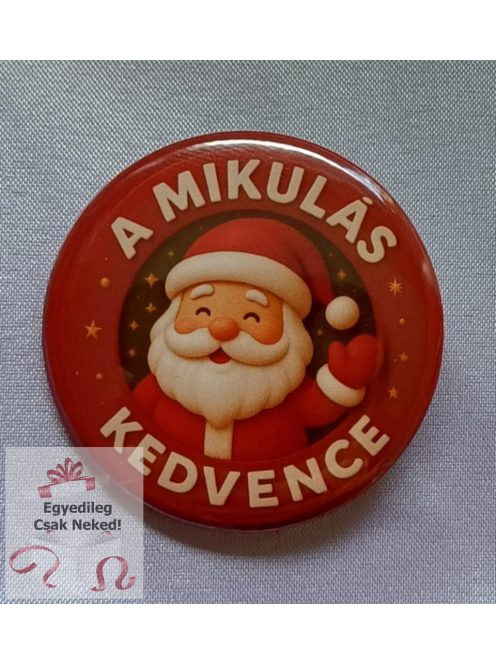 A MIKULÁS
KEDVENCE
Egyedileg
Csak Neked!